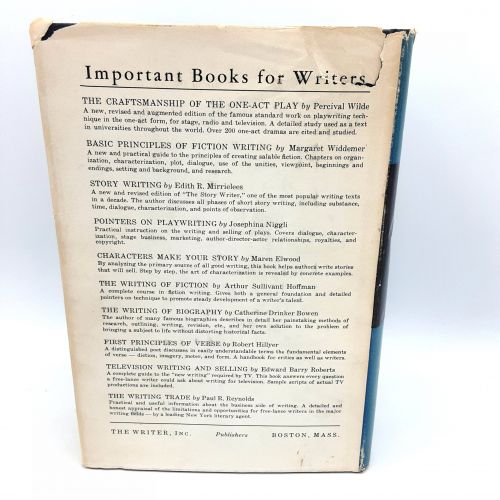 Important Books for Writers
THE CRAFTSMANSHIP OF THE ONE-ACT PLAY by Percival Wilde
A new, revised and augmented edition of the famous standard work on playwriting tech-
nique in the one-act form, for stage, radio and television. A detailed study used as a text
in universities throughout the world. Over 200 one-act dramas are cited and studied.
BASIC PRINCIPLES OF FICTION WRITING by Margaret Widdemer
A new and practical guide to the principles of creating salable fiction. Chapters on organ-
ization, characterization, plot, dialogue, use of the unities, viewpoint, beginnings and
endings, setting and background, and research.
STORY WRITING by Edith R. Mirrielees
A new and revised edition of "The Story Writer," one of the most popular writing texts
in a decade. The author discusses all phases of short story writing, including substance,
time, dialogue, characterization, and points of observation.
POINTERS ON PLAYWRITING by Josephina Niggli
Practical instruction on the writing and selling of plays. Covers dialogue, character-
ization, stage business, marketing, author-director-actor relationships, royalties, and
copyright.
CHARACTERS MAKE YOUR STORY by Maren Elwood
By analyzing the primary source of all good writing, this book helps authors write stories
that will sell. Step by step, the art of characterization is revealed by concrete examples.
THE WRITING OF FICTION by Arthur Sullivant Hoffman
A complete course in fiction writing. Gives both a general foundation and detailed
pointers on technique to promote steady development of a writer's talent.
THE WRITING OF BIOGRAPHY by Catherine Drinker Bowen
The author of many famous biographies describes in detail her painstaking methods of
research, outlining, writing, revision, etc., and her own solution to the problem of
bringing a subject to life without distorting historical facts.
FIRST PRINCIPLES OF VERSE by Robert Hillyer
A distinguished poet discusses in easily understandable terms the fundamental elements
of verse — diction, imagery, meter, and form. A handbook for critics as well as writers.
TELEVISION WRITING AND SELLING by Edward Barry Roberts
A complete guide to the "new writing" required by TV. This book answers every question
a free-lance writer could ask about writing for television. Sample scripts of actual TV
productions are included.
THE WRITING TRADE by Paul R. Reynolds
Practical and useful information about the business side of writing. A detailed and
honest appraisal of the limitations and opportunities for free-lance writers in the major
writing fields — by a leading New York literary agent.
THE WRITER, INC. Publishers BOSTON, MASS.